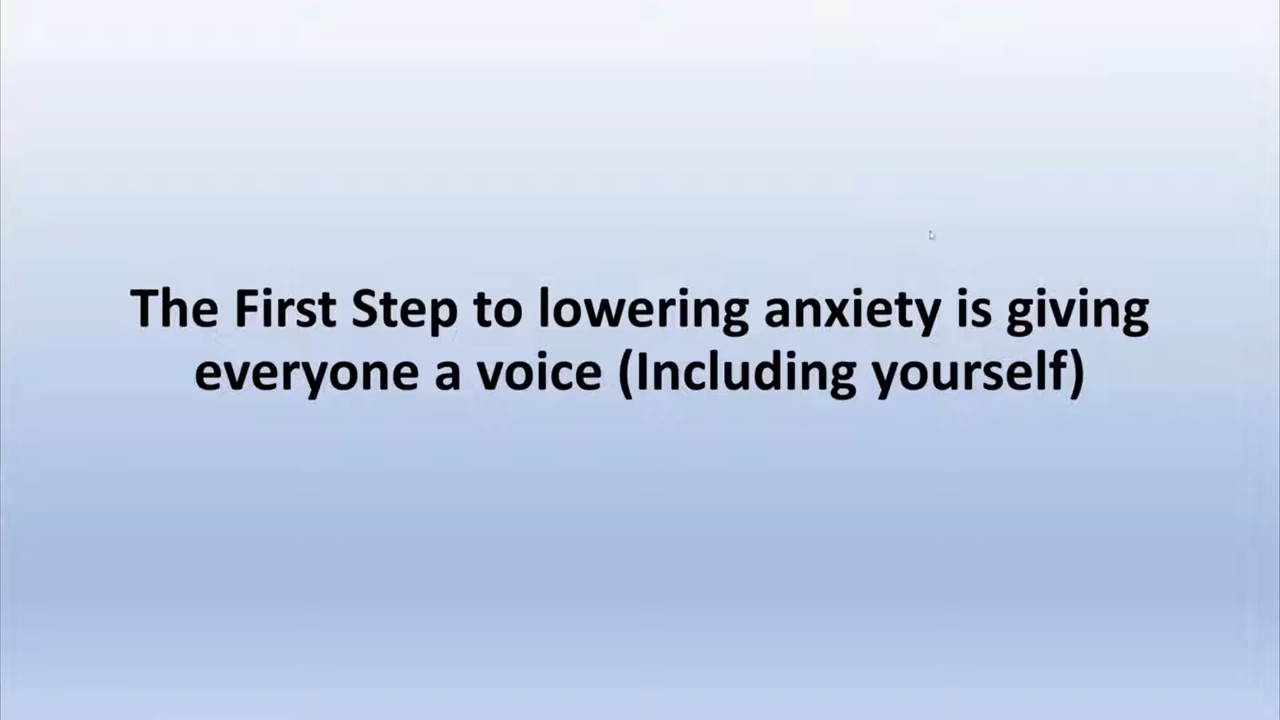 The First Step to lowering anxiety is giving
everyone a voice (Including yourself)